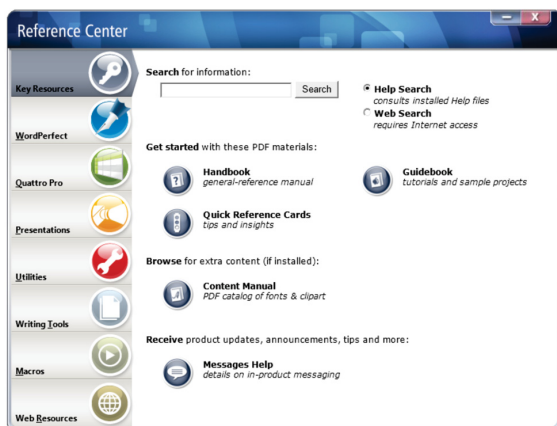 Reference Center
Key Resources
WordPerfect
Quattro Pro
Presentations
Utilities
Writing Tools
Macros
Web Resources
Search for information:
Search
Help Search
consults installed Help files
Web Search
requires Internet access
Get started with these PDF materials:
Handbook
general-reference manual
Guidebook
tutorials and sample projects
Quick Reference Cards
tips and insights
Browse for extra content (if installed):
Content Manual
PDF catalog of fonts & clipart
Receive product updates, announcements, tips and more:
Messages Help
details on in-product messaging